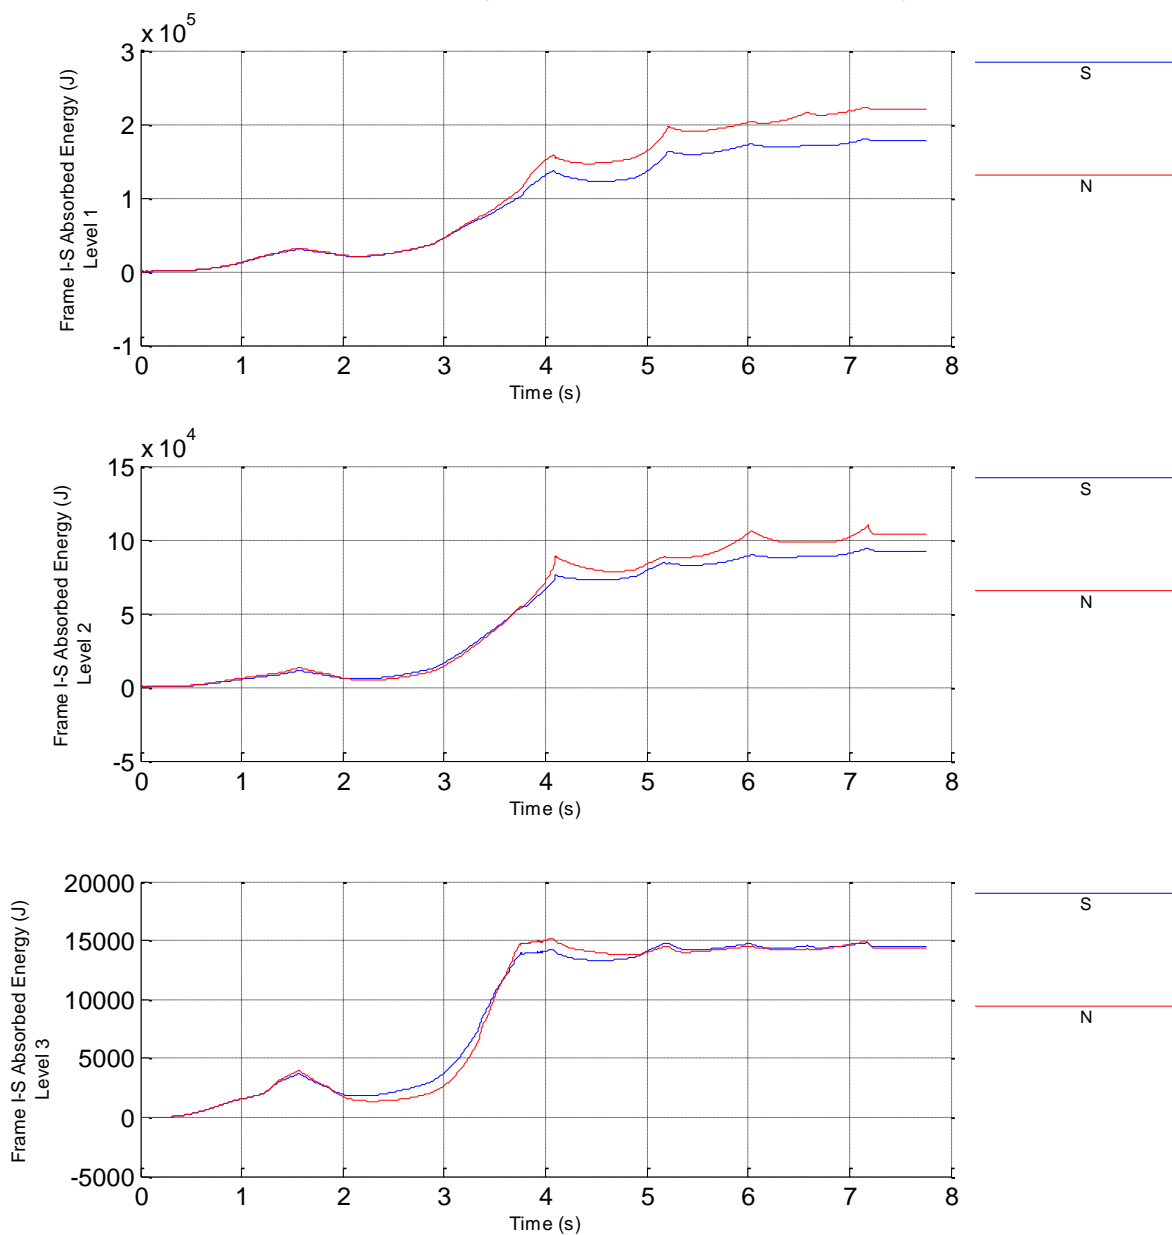 x 10^5
3
2
1
0
-1
0 1 2 3 4 5 6 7 8
Time (s)
Frame I-S Absorbed Energy (J)
Level 1
S
N
x 10^4
15
10
5
0
-5
0 1 2 3 4 5 6 7 8
Time (s)
Frame I-S Absorbed Energy (J)
Level 2
S
N
20000
15000
10000
5000
0
-5000
0 1 2 3 4 5 6 7 8
Time (s)
Frame I-S Absorbed Energy (J)
Level 3
S
N